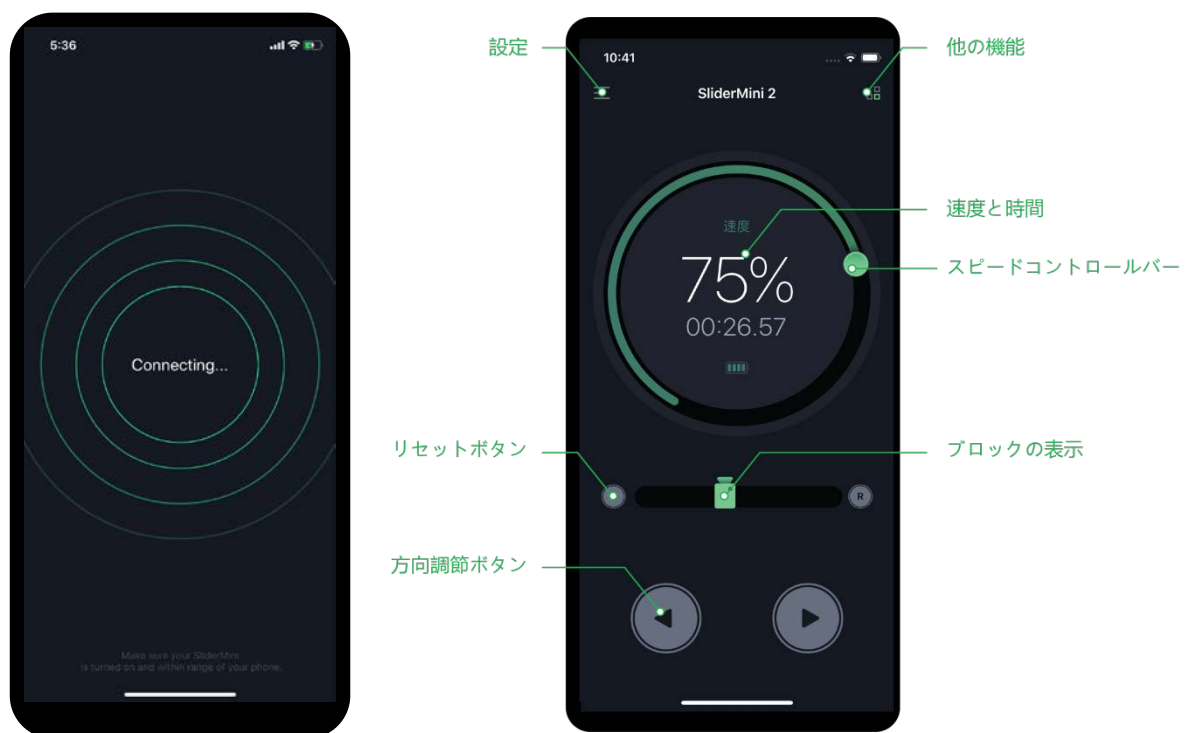 5:36
Connecting...
Make sure your SliderMini
is turned on and within range of your phone.
設定
他の機能
10:41
SliderMini 2
速度と時間
速度
スピードコントロールバー
75%
00:26.57
リセットボタン
ブロックの表示
R
方向調節ボタン